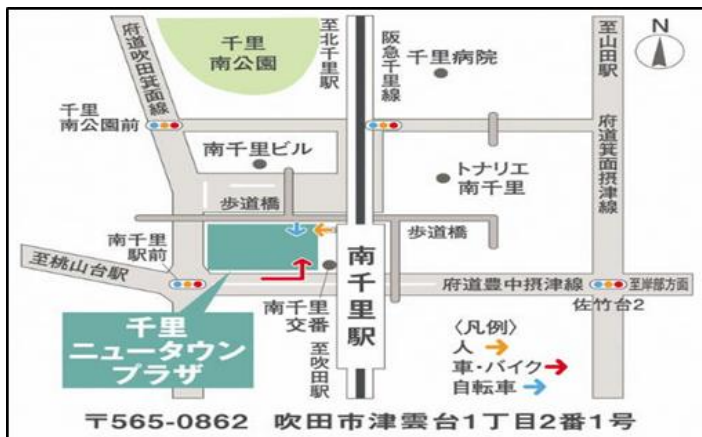 府道吹田箕面線
千里
南公園
至北千里駅
阪急千里線
千里病院
至山田駅
N
千里
南公園前
南千里ビル
トナリエ
南千里
府道箕面摂津線
歩道橋
歩道橋
南千里
駅前
至桃山台駅
南千里駅
府道豊中摂津線
至岸部方面
佐竹台2
南千里
交番
至吹田駅
千里
ニュータウン
プラザ
〈凡例〉
人
車・バイク
自転車
〒565-0862 吹田市津雲台1丁目2番1号